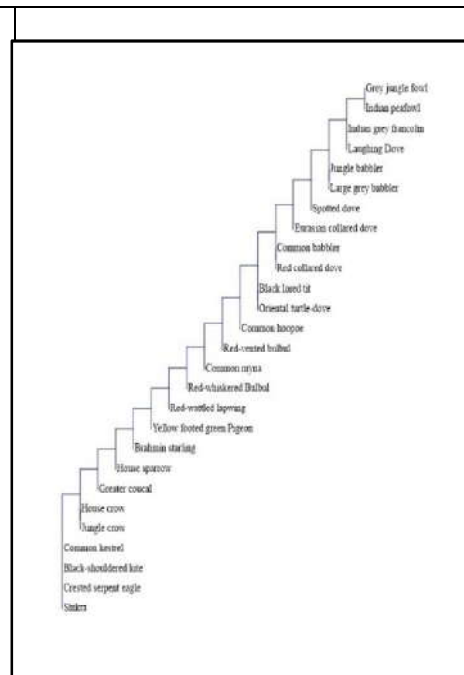 Grey jungle fowl
Indian peafowl
Indian grey francolin
Laughing Dove
Jungle babbler
Large grey babbler
Spotted dove
Eurasian collared dove
Common babbler
Red collared dove
Black lored tit
Oriental turtle-dove
Common hoopoe
Red-vented bulbul
Common myna
Red-whiskered Bulbul
Red-wattled lapwing
Yellow footed green Pigeon
Brahmin starling
House sparrow
Greater coucal
House crow
Jungle crow
Common kestrel
Black-shouldered kite
Crested serpent eagle
Shikra